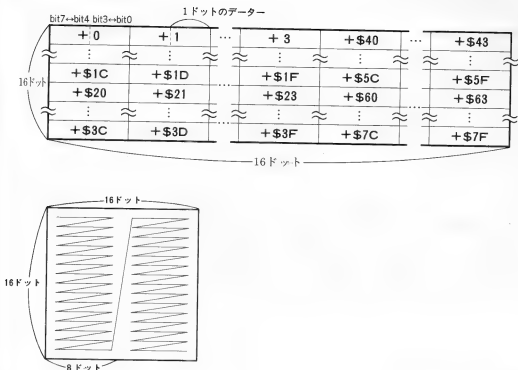 1ドットのデーター
bit7↔bit4 bit3↔bit0
+0 +1 … +3 +$40 … +$43
⋮ ⋮ ⋮ ⋮ ⋮
+$1C +$1D +$1F +$5C +$5F
16ドット
+$20 +$21 … +$23 +$60 … +$63
⋮ ⋮ ⋮ ⋮ ⋮
+$3C +$3D +$3F +$7C +$7F
16ドット
16ドット
16ドット
8ドット